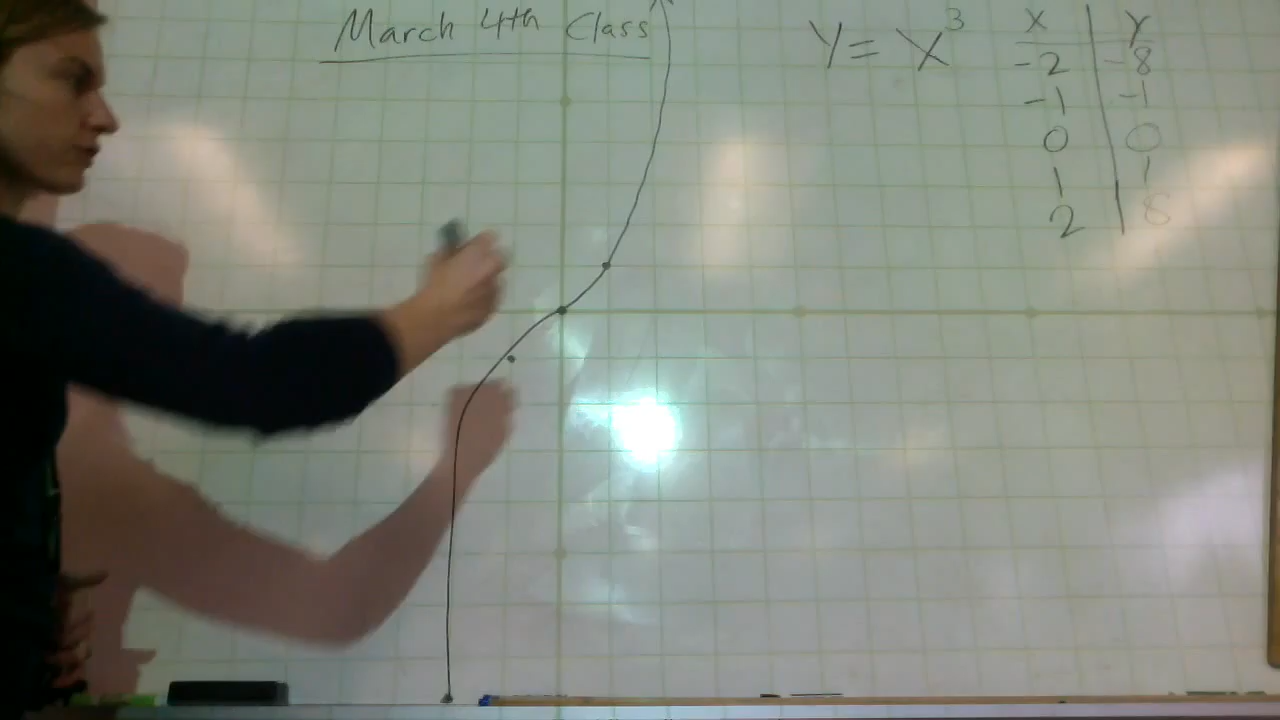 March 4th Class
Y = X³
X Y
-2 -8
-1 -1
0 0
1 1
2 8